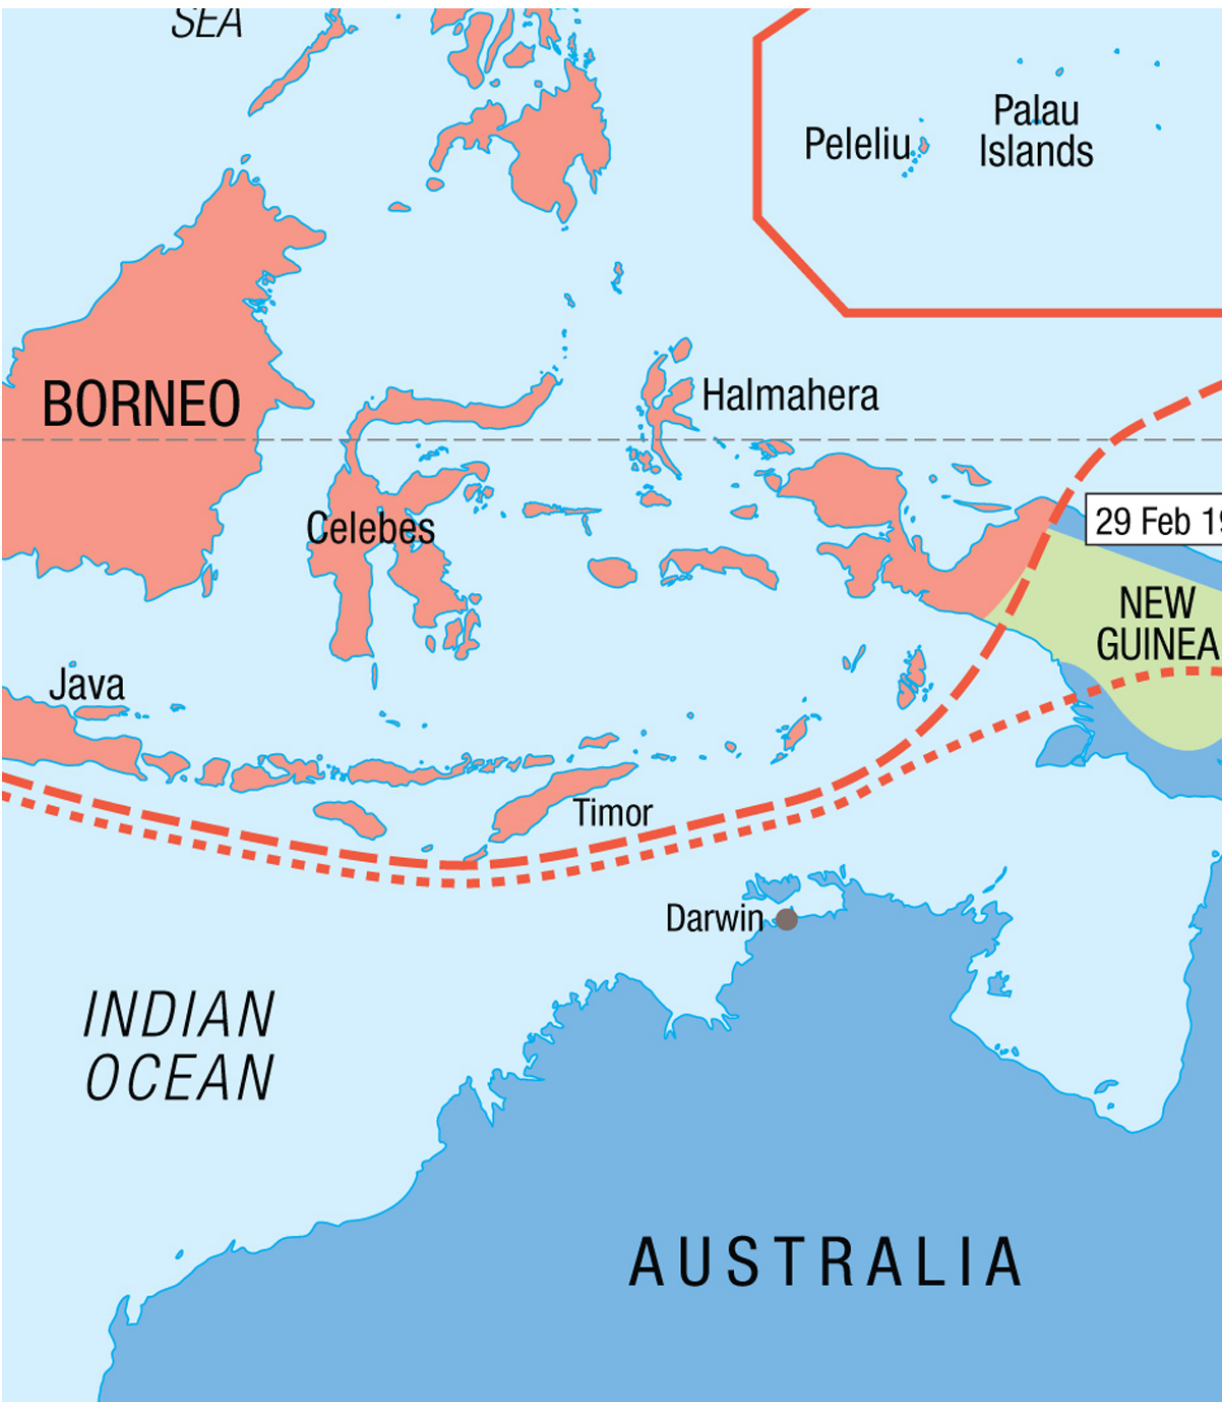 SEA
Palau
Islands
Peleliu
BORNEO
Halmahera
Celebes
29 Feb
NEW
GUINEA
Java
Timor
Darwin
INDIAN
OCEAN
AUSTRALIA